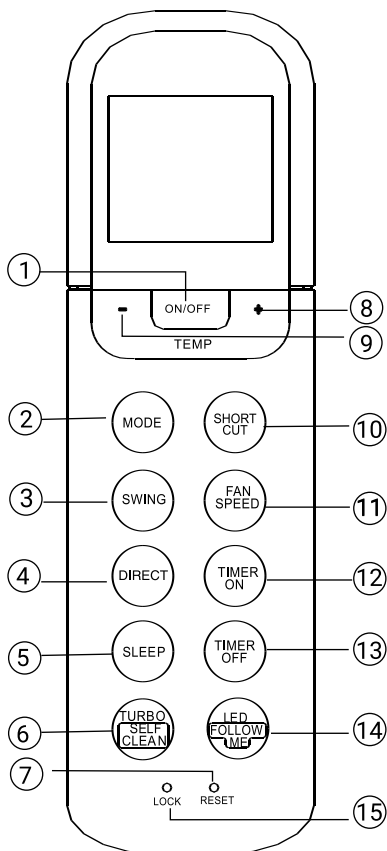 1
ON/OFF
-
+
8
TEMP
9
2
MODE
SHORT
CUT
10
3
SWING
FAN
SPEED
11
4
DIRECT
TIMER
ON
12
5
SLEEP
TIMER
OFF
13
6
TURBO
SELF
CLEAN
LED
FOLLOW
ME
14
7
LOCK
RESET
15